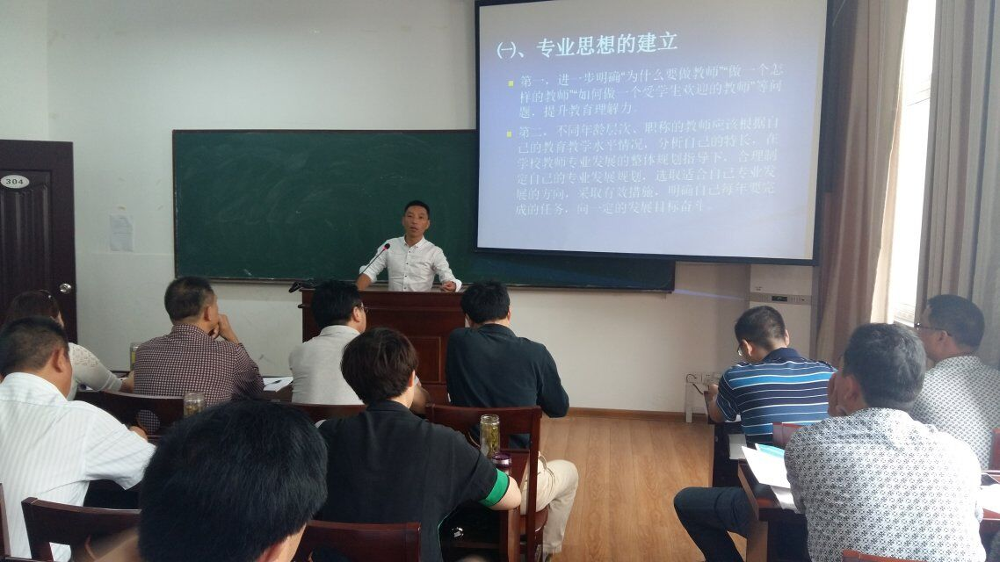 ㈠、专业思想的建立
第一，进一步明确“为什么要做教师”“做一个怎
样的教师”“如何做一个受学生欢迎的教师”等问
题，提升教育理解力。
第二，不同年龄层次、职称的教师应该根据自
己的教育教学水平情况，分析自己的特长，在
学校教师专业发展的整体规划指导下，合理制
定自己的专业发展规划，选取适合自己专业发
展的方向，采取有效措施，明确自己每年要完
成的任务，向一定的发展目标奋斗。
304